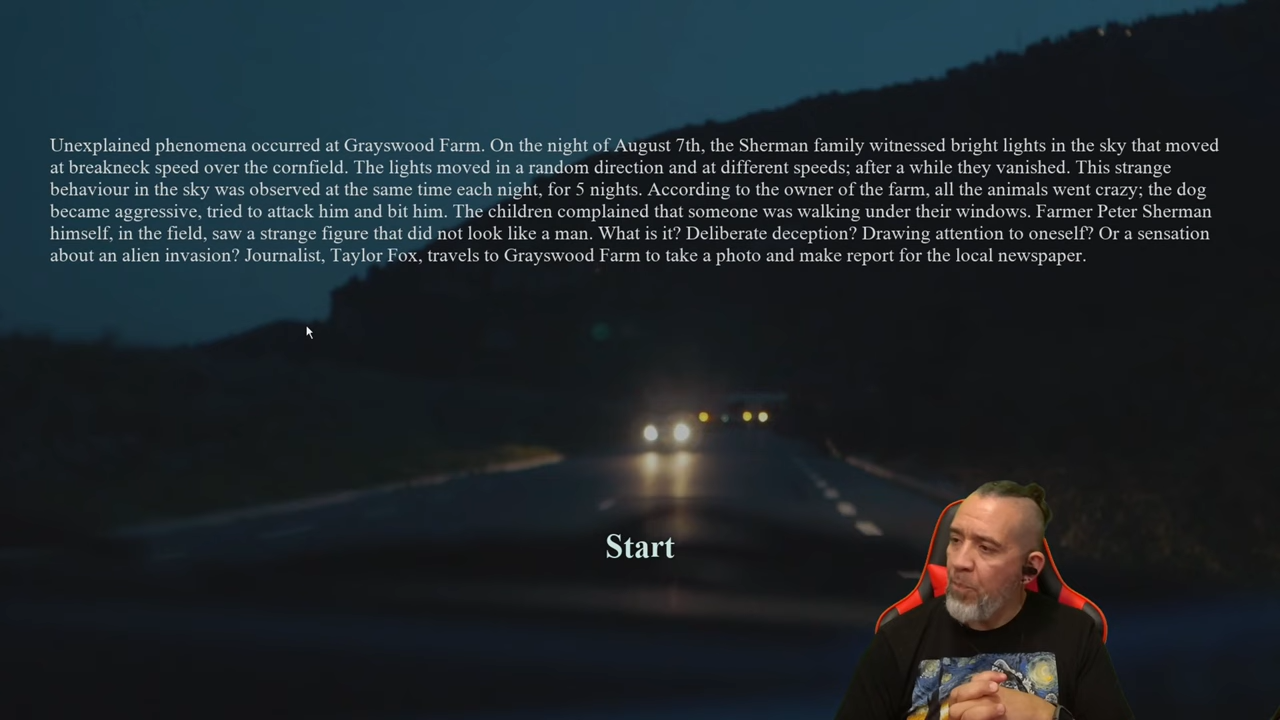 Unexplained phenomena occurred at Grayswood Farm. On the night of August 7th, the Sherman family witnessed bright lights in the sky that moved
at breakneck speed over the cornfield. The lights moved in a random direction and at different speeds; after a while they vanished. This strange
behaviour in the sky was observed at the same time each night, for 5 nights. According to the owner of the farm, all the animals went crazy; the dog
became aggressive, tried to attack him and bit him. The children complained that someone was walking under their windows. Farmer Peter Sherman
himself, in the field, saw a strange figure that did not look like a man. What is it? Deliberate deception? Drawing attention to oneself? Or a sensation
about an alien invasion? Journalist, Taylor Fox, travels to Grayswood Farm to take a photo and make report for the local newspaper.
Start